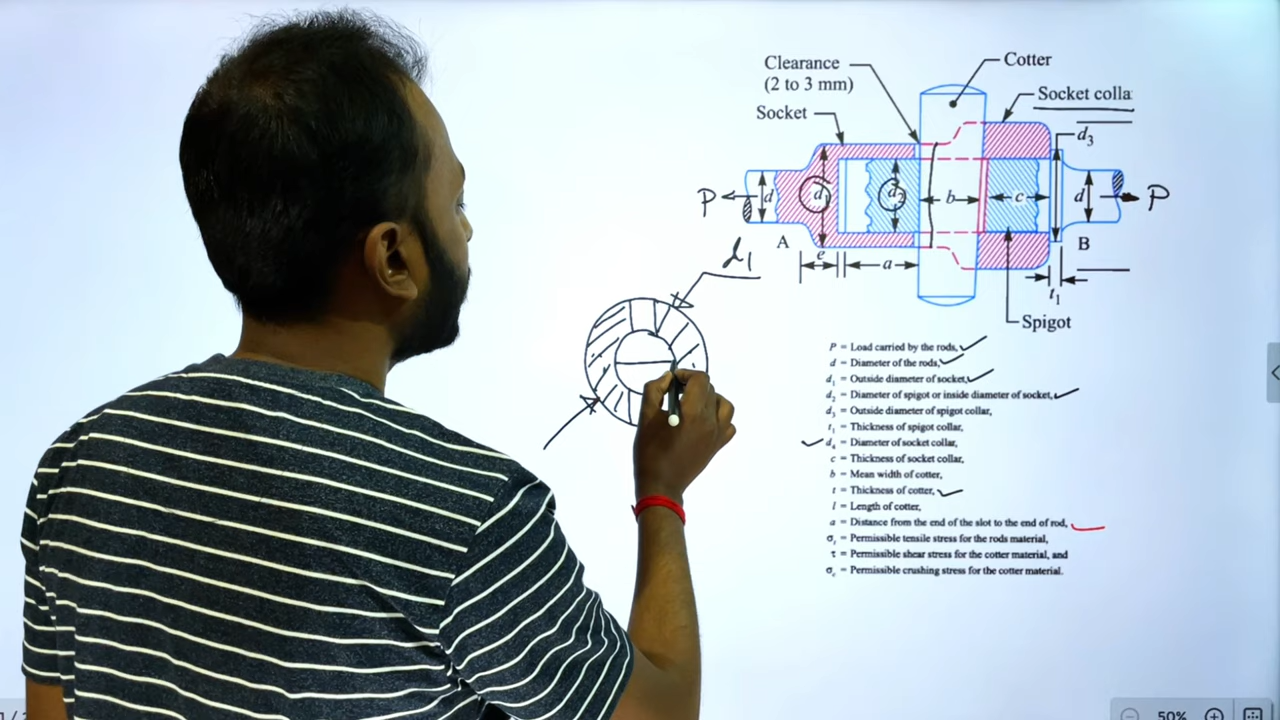 Cotter
Clearance
(2 to 3 mm)
Socket colla
Socket
d₃
P
d
d₁
d₂
b
c
d
P
A
B
e
a
t₁
d₁
Spigot
P = Load carried by the rods,
d = Diameter of the rods,
d₁ = Outside diameter of socket,
d₂ = Diameter of spigot or inside diameter of socket,
d₃ = Outside diameter of spigot collar,
t₁ = Thickness of spigot collar,
d₄ = Diameter of socket collar,
c = Thickness of socket collar,
b = Mean width of cotter,
t = Thickness of cotter,
l = Length of cotter,
a = Distance from the end of the slot to the end of rod,
σₜ = Permissible tensile stress for the rods material,
τ = Permissible shear stress for the cotter material, and
σ꜀ = Permissible crushing stress for the cotter material.
50%